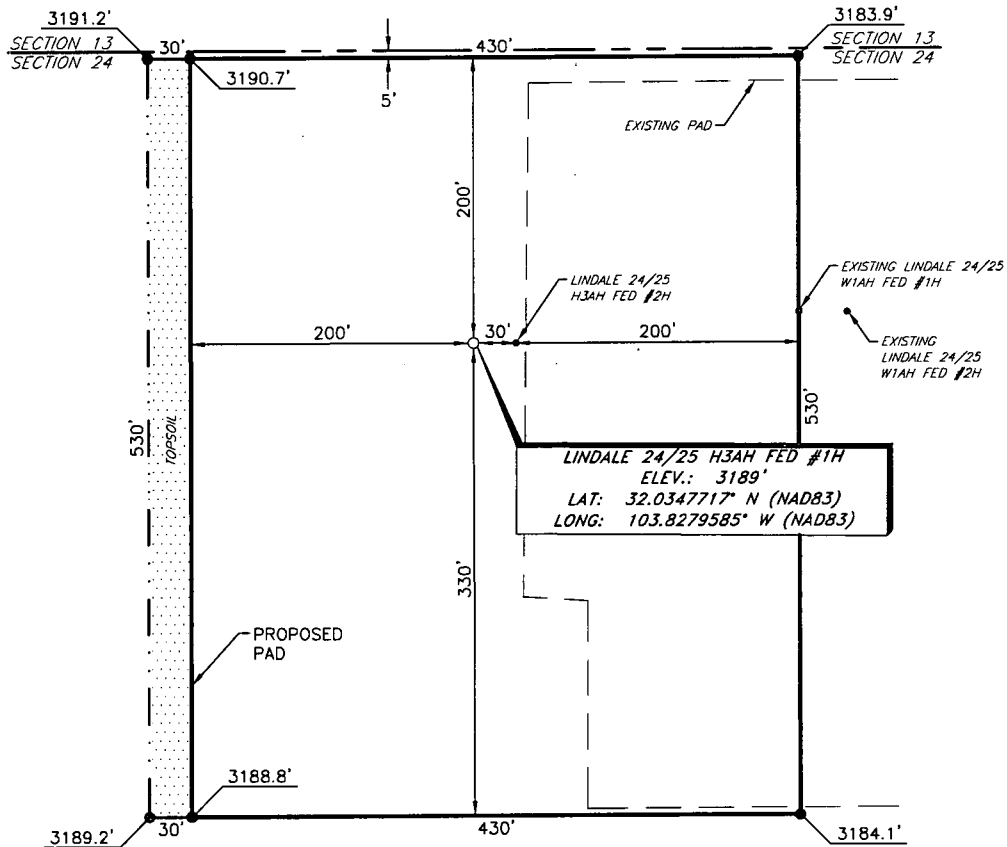 3191.2'
3183.9'
SECTION 13
30'
430'
SECTION 13
SECTION 24
SECTION 24
3190.7'
5'
EXISTING PAD
200'
LINDALE 24/25
H3AH FED #2H
EXISTING LINDALE 24/25
W1AH FED #1H
200'
30'
200'
EXISTING
LINDALE 24/25
W1AH FED #2H
530'
TOPSOIL
530'
LINDALE 24/25 H3AH FED #1H
ELEV.: 3189'
LAT: 32.0347717° N (NAD83)
LONG: 103.8279585° W (NAD83)
330'
PROPOSED
PAD
3188.8'
3189.2'
30'
430'
3184.1'